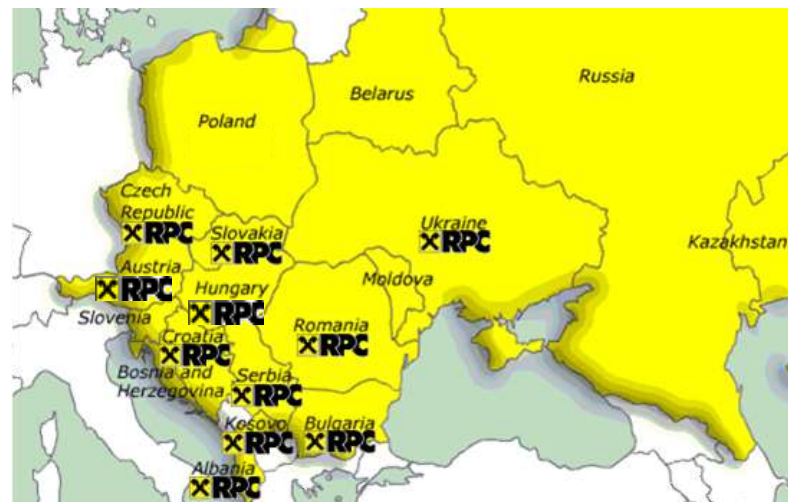 Russia
Belarus
Poland
Czech
Republic
RPC
Slovakia
RPC
Ukraine
RPC
Kazakhstan
Austria
RPC
Moldova
Hungary
RPC
Slovenia
Romania
RPC
Croatia
RPC
Bosnia and
Herzegovina
Serbia
RPC
Kosovo
RPC
Bulgaria
RPC
Albania
RPC